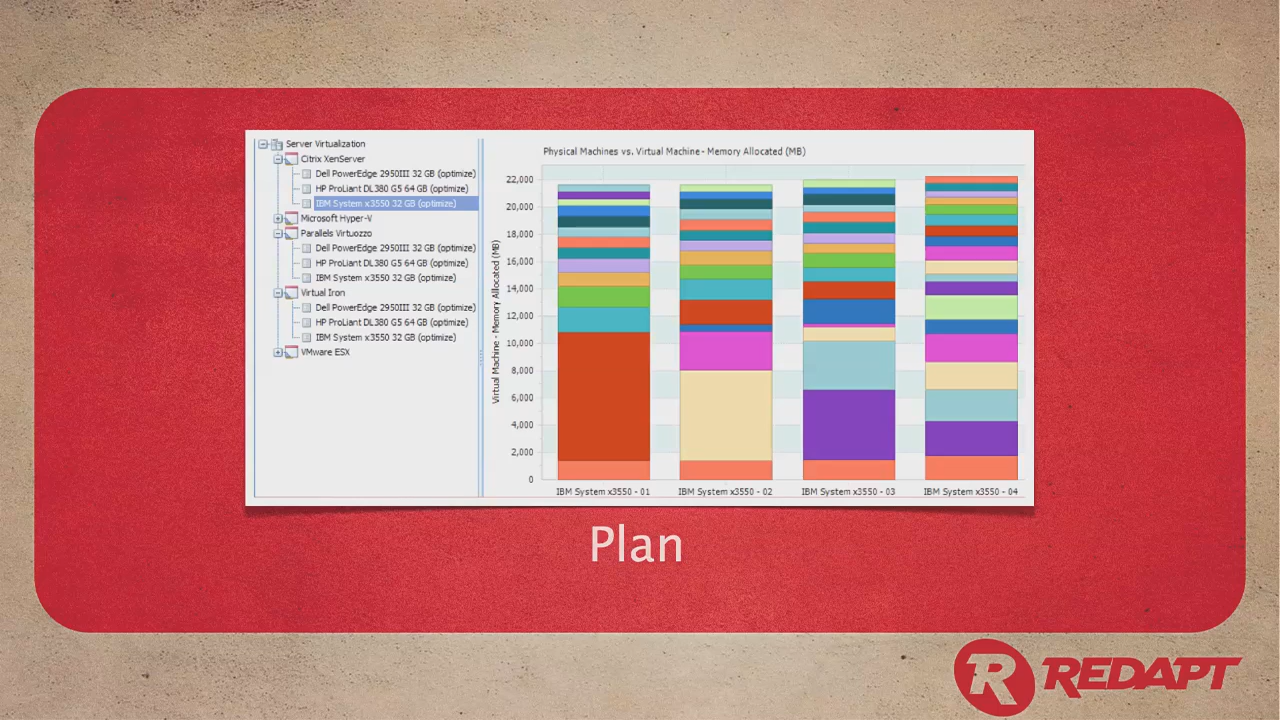 Server Virtualization
Citrix XenServer
Dell PowerEdge 2950III 32 GB (optimize)
HP ProLiant DL380 G5 64 GB (optimize)
IBM System x3550 32 GB (optimize)
Microsoft Hyper-V
Parallels Virtuozzo
Dell PowerEdge 2950III 32 GB (optimize)
HP ProLiant DL380 G5 64 GB (optimize)
IBM System x3550 32 GB (optimize)
Virtual Iron
Dell PowerEdge 2950III 32 GB (optimize)
HP ProLiant DL380 G5 64 GB (optimize)
IBM System x3550 32 GB (optimize)
VMware ESX
Physical Machines vs. Virtual Machine - Memory Allocated (MB)
Virtual Machine - Memory Allocated (MB)
22,000
20,000
18,000
16,000
14,000
12,000
10,000
8,000
6,000
4,000
2,000
0
IBM System x3550 - 01
IBM System x3550 - 02
IBM System x3550 - 03
IBM System x3550 - 04
Plan
R REDAPT